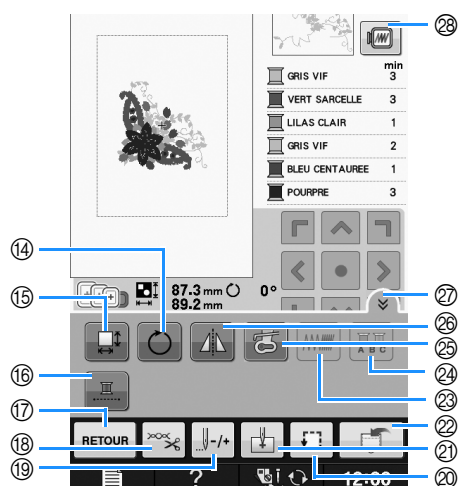 28
min
GRIS VIF 3
VERT SARCELLE 3
LILAS CLAIR 1
GRIS VIF 2
BLEU CENTAUREE 1
POURPRE 3
14
15
87.3 mm 0°
89.2 mm
27
26
25
A B C
24
23
16
17
22
RETOUR
-/+
18
19
21
20
?
12:00